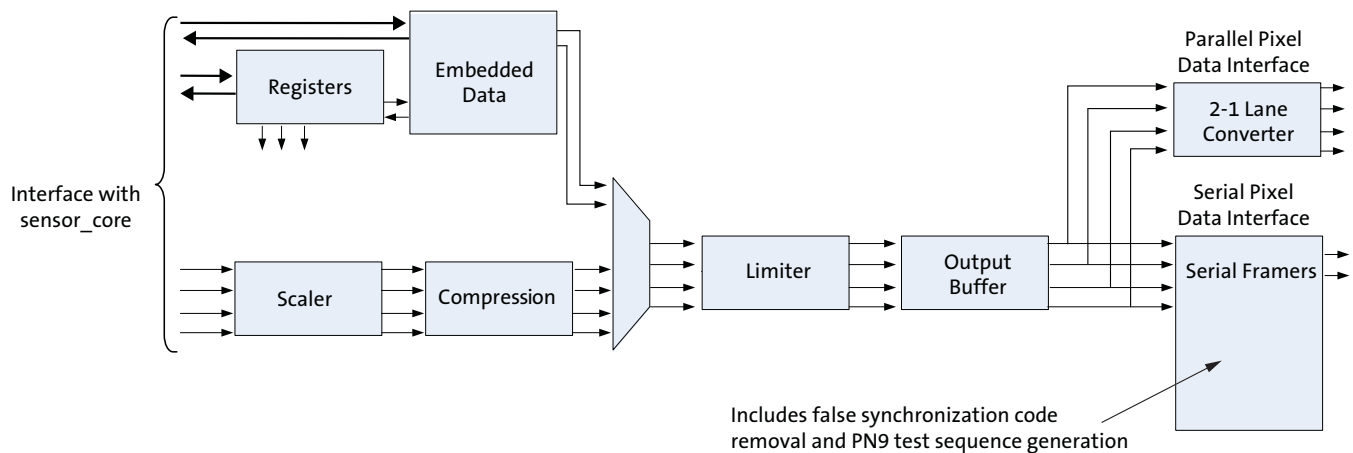 Embedded
Data
Registers
Interface with
sensor_core
Scaler
Compression
Limiter
Output
Buffer
Parallel Pixel
Data Interface
2-1 Lane
Converter
Serial Pixel
Data Interface
Serial Framers
Includes false synchronization code
removal and PN9 test sequence generation